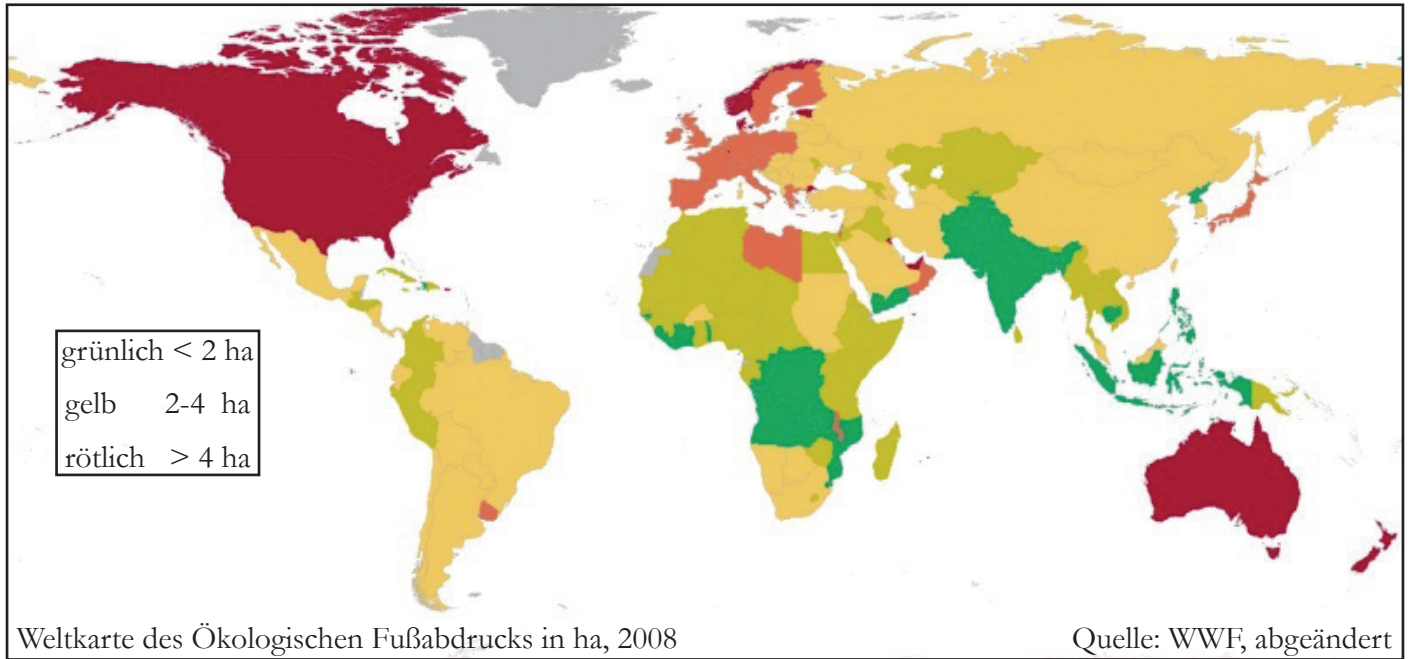 grünlich < 2 ha
gelb 2-4 ha
rötlich > 4 ha
Weltkarte des Ökologischen Fußabdrucks in ha, 2008
Quelle: WWF, abgeändert